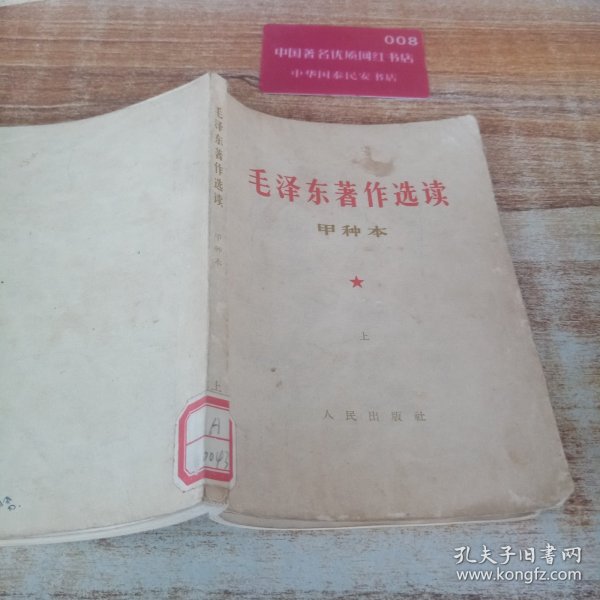 008
中国著名优质网红书店
中华国泰民安书店
毛泽东著作选读
甲种本
上
毛泽东著作选读
甲种本
★
上
人民出版社
A
0043
孔夫子旧书网
www.kongfz.com